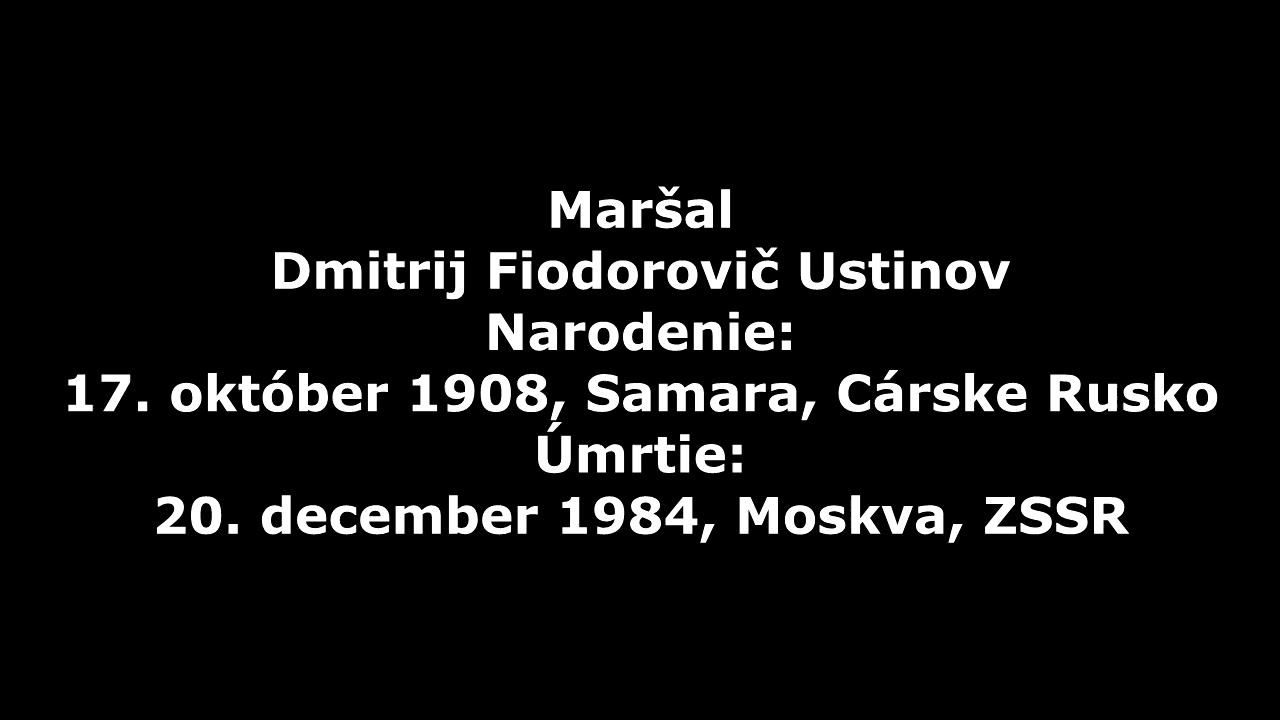 Maršal
Dmitrij Fiodorovič Ustinov
Narodenie:
17. október 1908, Samara, Cárske Rusko
Úmrtie:
20. december 1984, Moskva, ZSSR